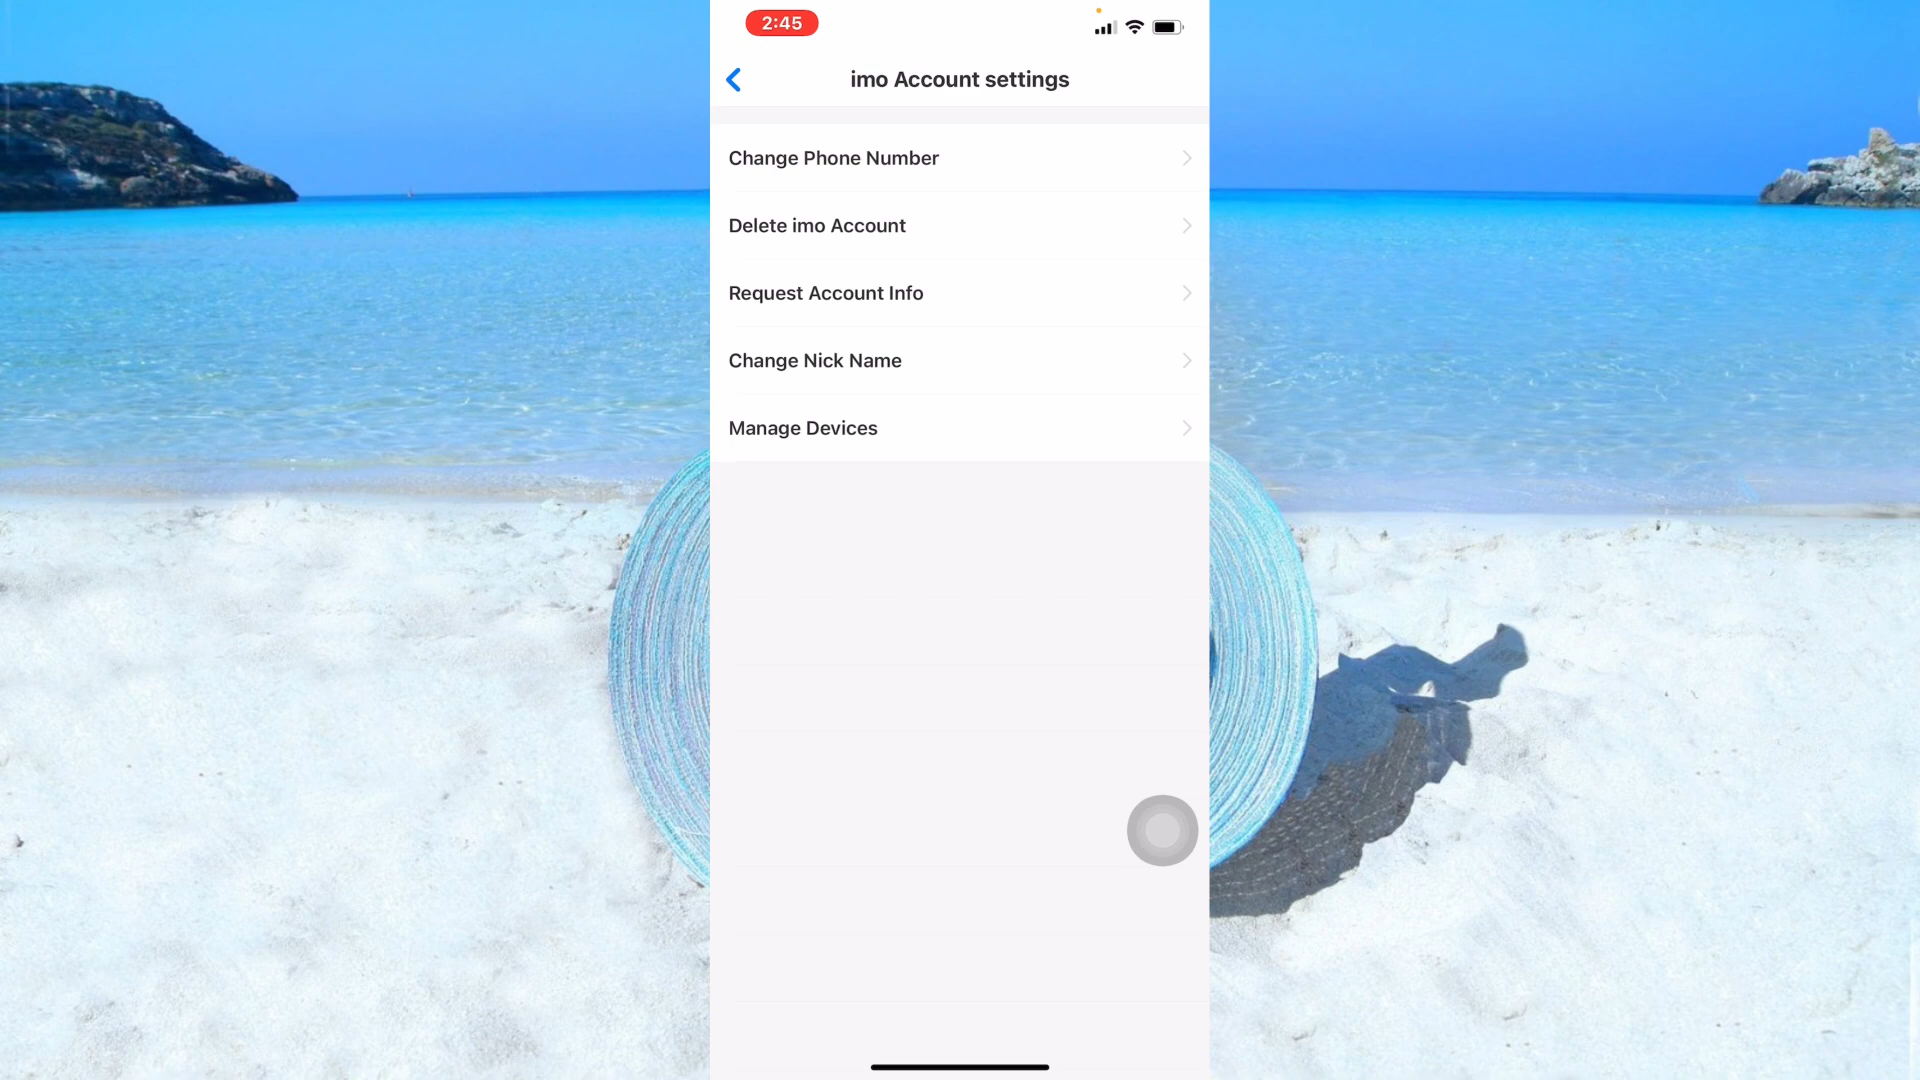 2:45
imo Account settings
Change Phone Number
Delete imo Account
Request Account Info
Change Nick Name
Manage Devices